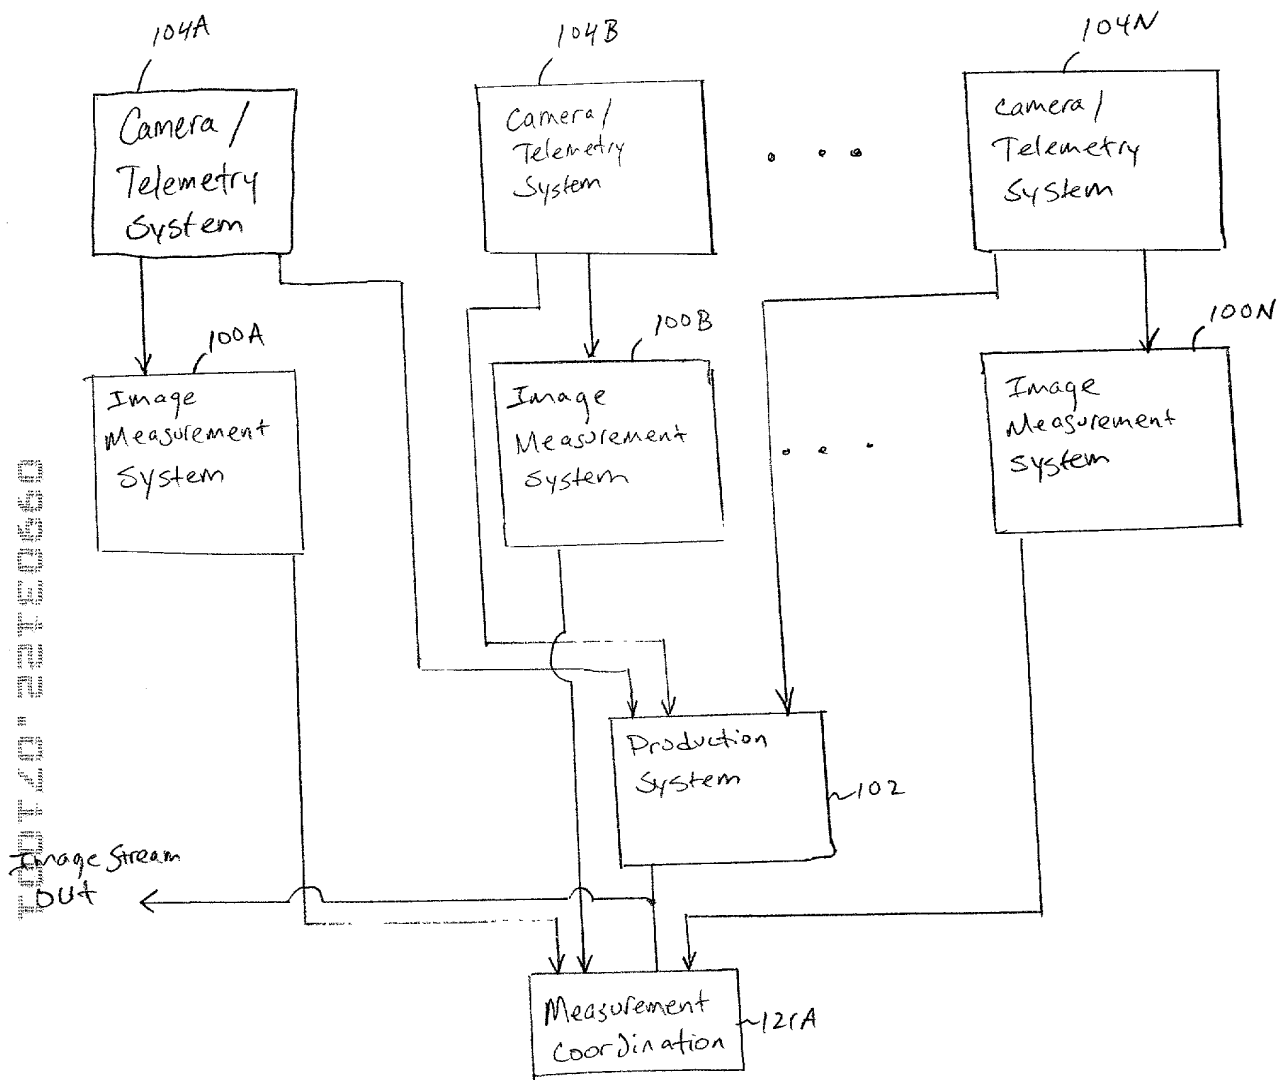 104A
104B
104N
Camera/
Telemetry
System
Camera/
Telemetry
System
Camera/
Telemetry
System
100A
100B
100N
Image
Measurement
System
Image
Measurement
System
Image
Measurement
System
Production
System
102
Image Stream
Out
Measurement
Coordination
121A